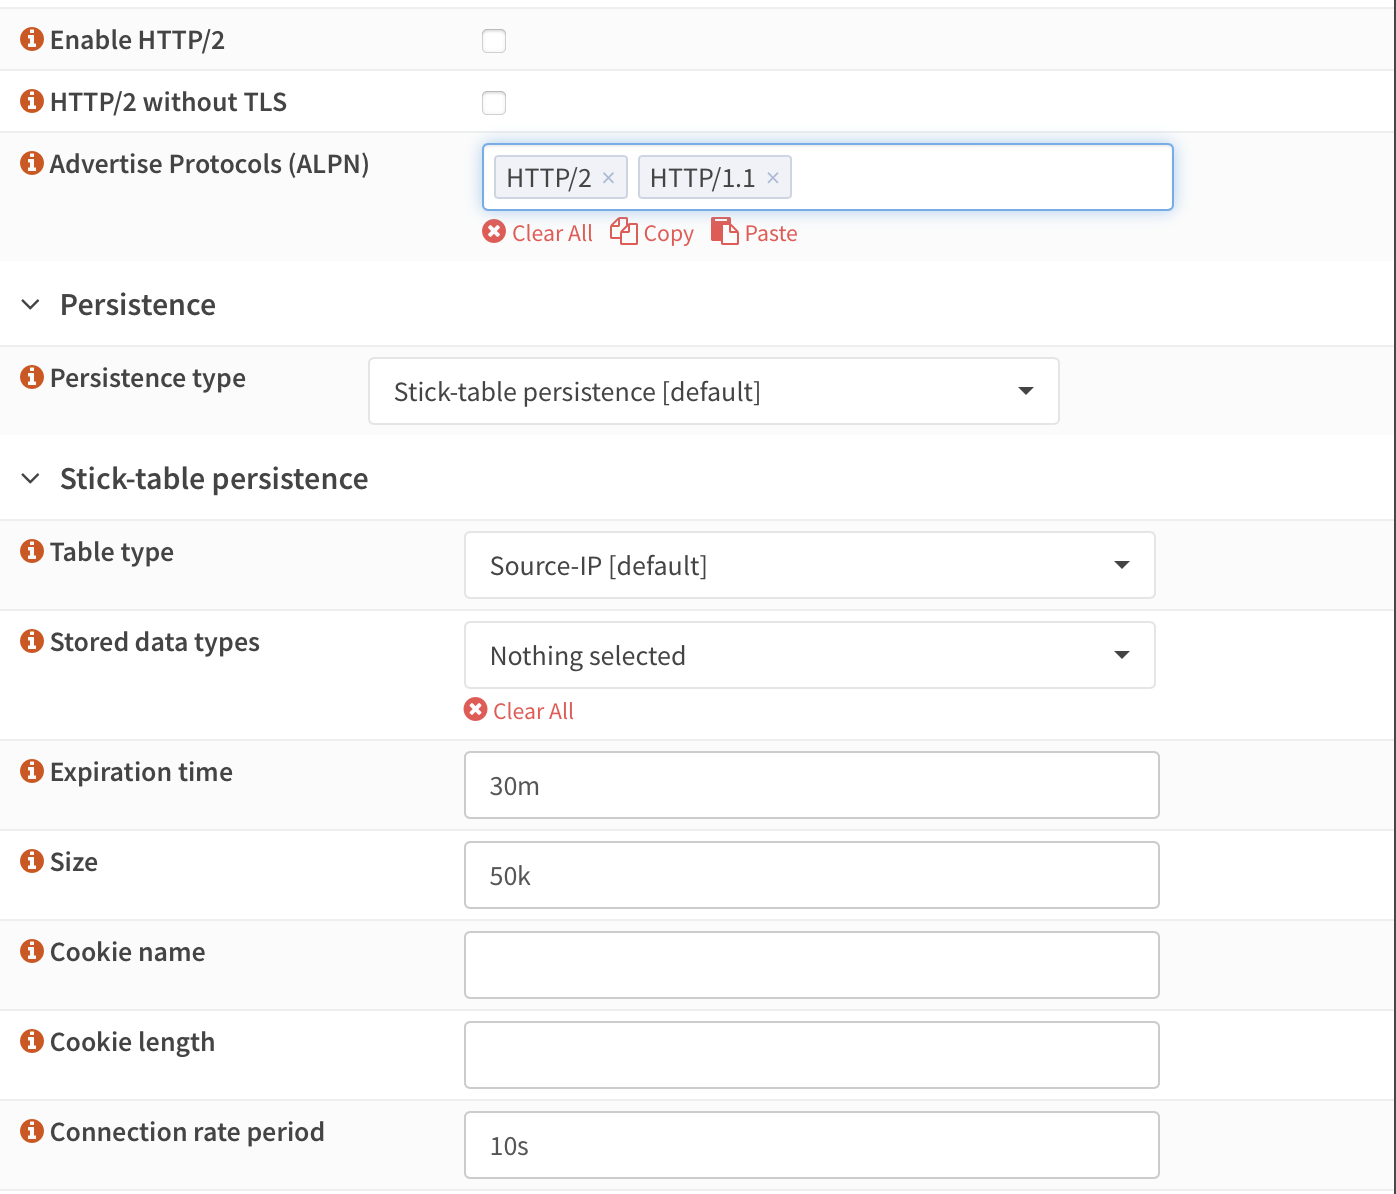 Enable HTTP/2
HTTP/2 without TLS
Advertise Protocols (ALPN)
HTTP/2 × HTTP/1.1 ×
Clear All Copy Paste
Persistence
Persistence type
Stick-table persistence [default]
Stick-table persistence
Table type
Source-IP [default]
Stored data types
Nothing selected
Clear All
Expiration time
30m
Size
50k
Cookie name
Cookie length
Connection rate period
10s